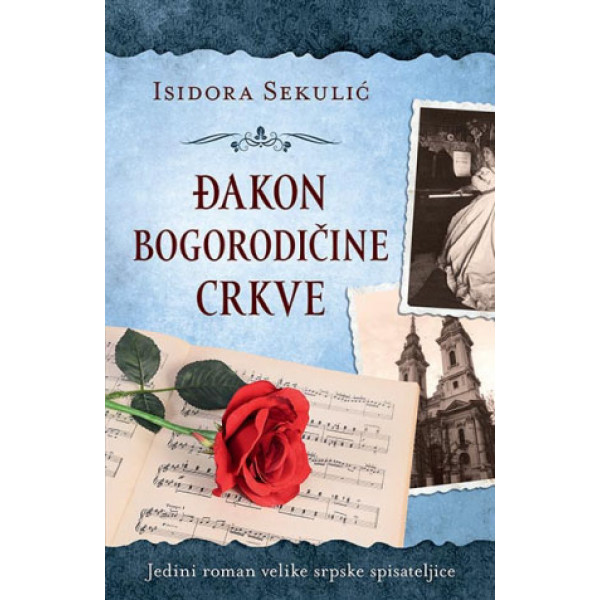 ISIDORA SEKULIĆ
ĐAKON
BOGORODIČINE
CRKVE
Jedini roman velike srpske spisateljice